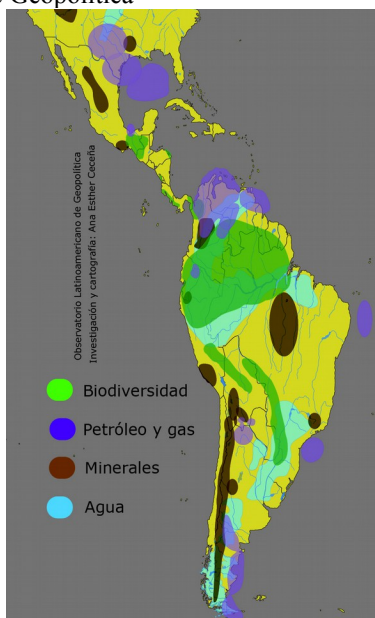 o Geopolítica
Observatorio Latinoamericano de Geopolítica
Investigación y cartografía: Ana Esther Ceceña
Biodiversidad
Petróleo y gas
Minerales
Agua